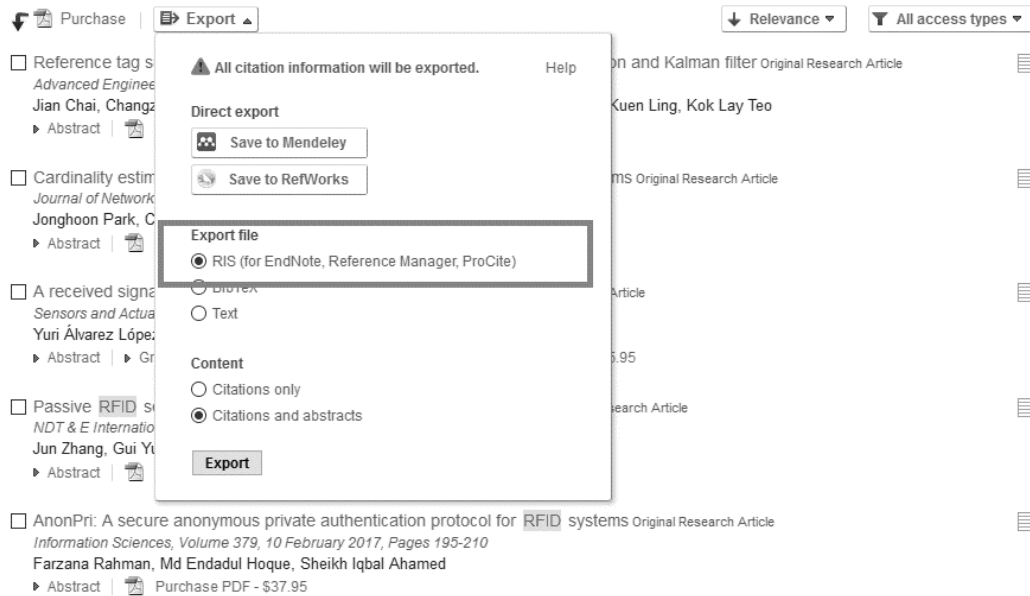 Purchase Export Relevance All access types
All citation information will be exported. Help
Reference tag s on and Kalman filter Original Research Article
Advanced Enginee
Direct export
Jian Chai, Changz Kuen Ling, Kok Lay Teo
Abstract Save to Mendeley
Save to RefWorks
Cardinality estim ms Original Research Article
Journal of Network
Jonghoon Park, C
Export file
Abstract
RIS (for EndNote, Reference Manager, ProCite)
BibTeX
A received signa Article
Sensors and Actua Text
Yuri Álvarez López
Abstract Gr 5.95
Content
Citations only
Passive RFID se earch Article
Citations and abstracts
NDT & E Internatio
Jun Zhang, Gui Yu
Export
Abstract
AnonPri: A secure anonymous private authentication protocol for RFID systems Original Research Article
Information Sciences, Volume 379, 10 February 2017, Pages 195-210
Farzana Rahman, Md Endadul Hoque, Sheikh Iqbal Ahamed
Abstract Purchase PDF - $37.95